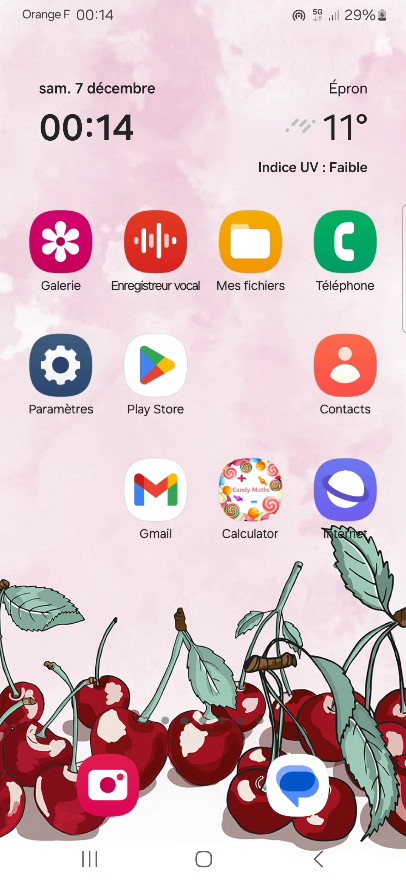 Orange F 00:14 5G 29%
sam. 7 décembre
Épron
00:14
11°
Indice UV : Faible
Galerie
Enregistreur vocal
Mes fichiers
Téléphone
Paramètres
Play Store
Contacts
Candy Maths
Gmail
Calculator
Internet